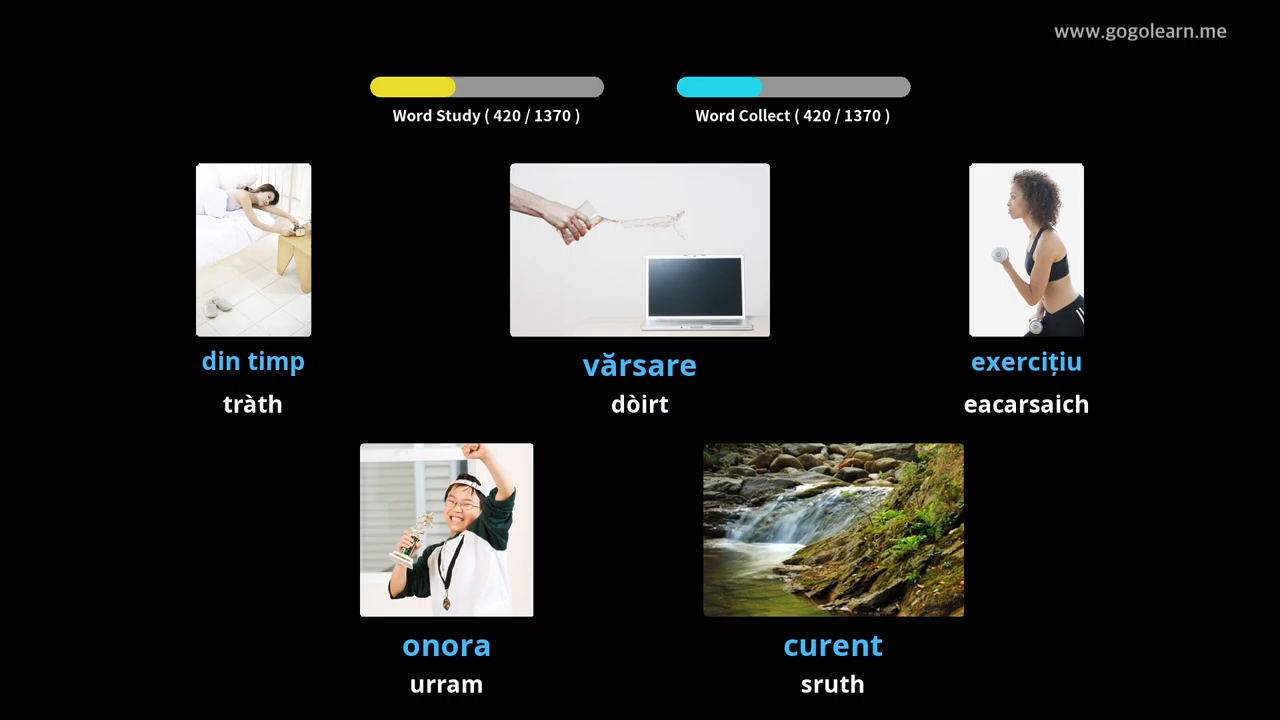 www.gogolearn.me
Word Study ( 420 / 1370 )
Word Collect ( 420 / 1370 )
din timp
tràth
vărsare
dòirt
exercițiu
eacarsaich
onora
urram
curent
sruth